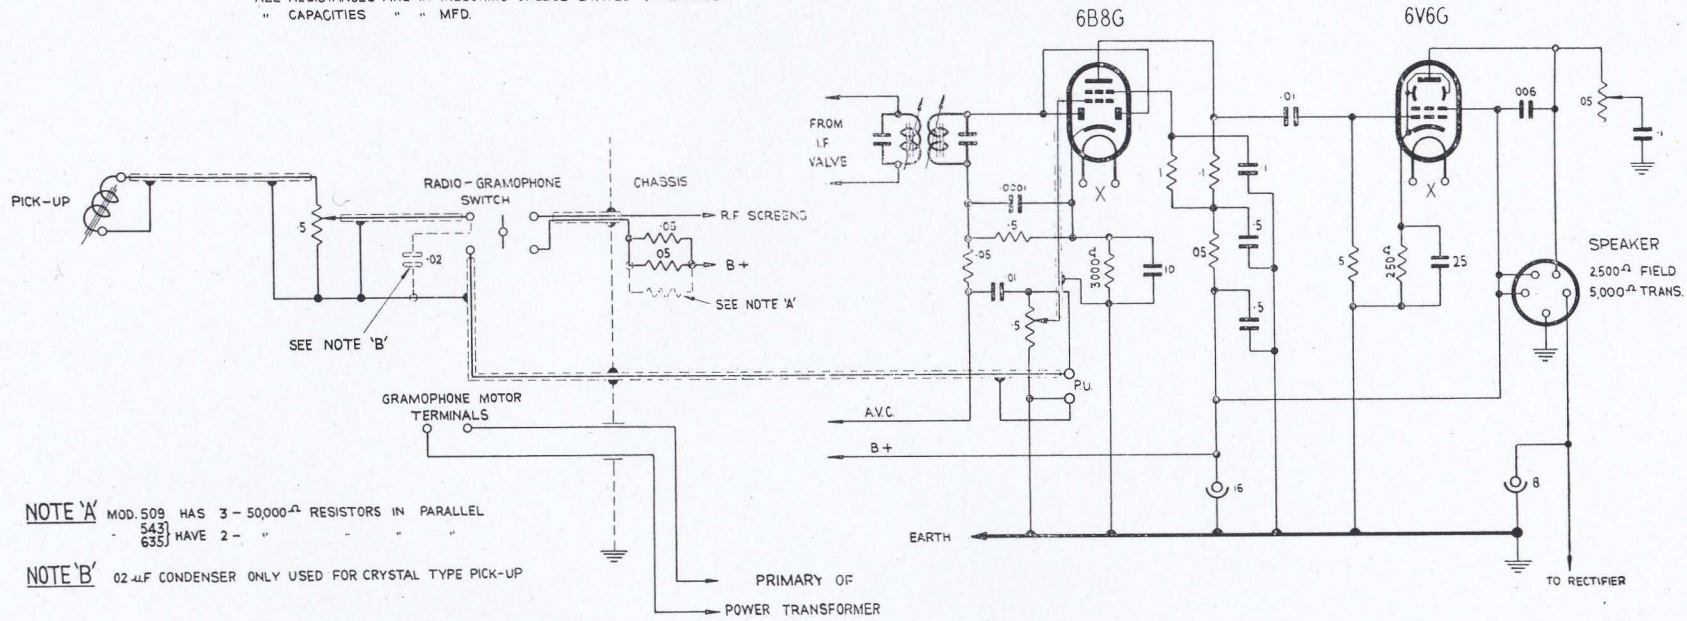 " CAPACITIES " " MFD.
6B8G
6V6G
PICK-UP
.5
RADIO-GRAMOPHONE
SWITCH
.02
SEE NOTE 'B'
CHASSIS
R.F SCREENS
.05
05
B+
SEE NOTE 'A'
GRAMOPHONE MOTOR
TERMINALS
FROM
I.F
VALVE
.0001
.5
.05
.01
.5
3000Ω
10
X
1
.1
.1
.5
05
.5
.01
.5
250Ω
25
X
006
05
.1
SPEAKER
2,500Ω FIELD
5,000Ω TRANS.
P.U.
A.V.C.
B+
16
8
EARTH
TO RECTIFIER
NOTE 'A' MOD. 509 HAS 3 - 50,000Ω RESISTORS IN PARALLEL
" 543 } HAVE 2 - " " " "
635
NOTE 'B' 02 µF CONDENSER ONLY USED FOR CRYSTAL TYPE PICK-UP
PRIMARY OF
POWER TRANSFORMER